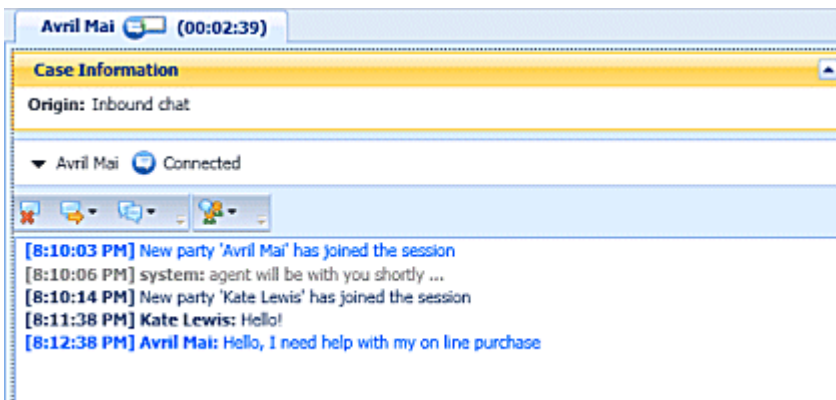 Avril Mai (00:02:39)
Case Information
Origin: Inbound chat
Avril Mai Connected
[8:10:03 PM] New party 'Avril Mai' has joined the session
[8:10:06 PM] system: agent will be with you shortly ...
[8:10:14 PM] New party 'Kate Lewis' has joined the session
[8:11:38 PM] Kate Lewis: Hello!
[8:12:38 PM] Avril Mai: Hello, I need help with my on line purchase